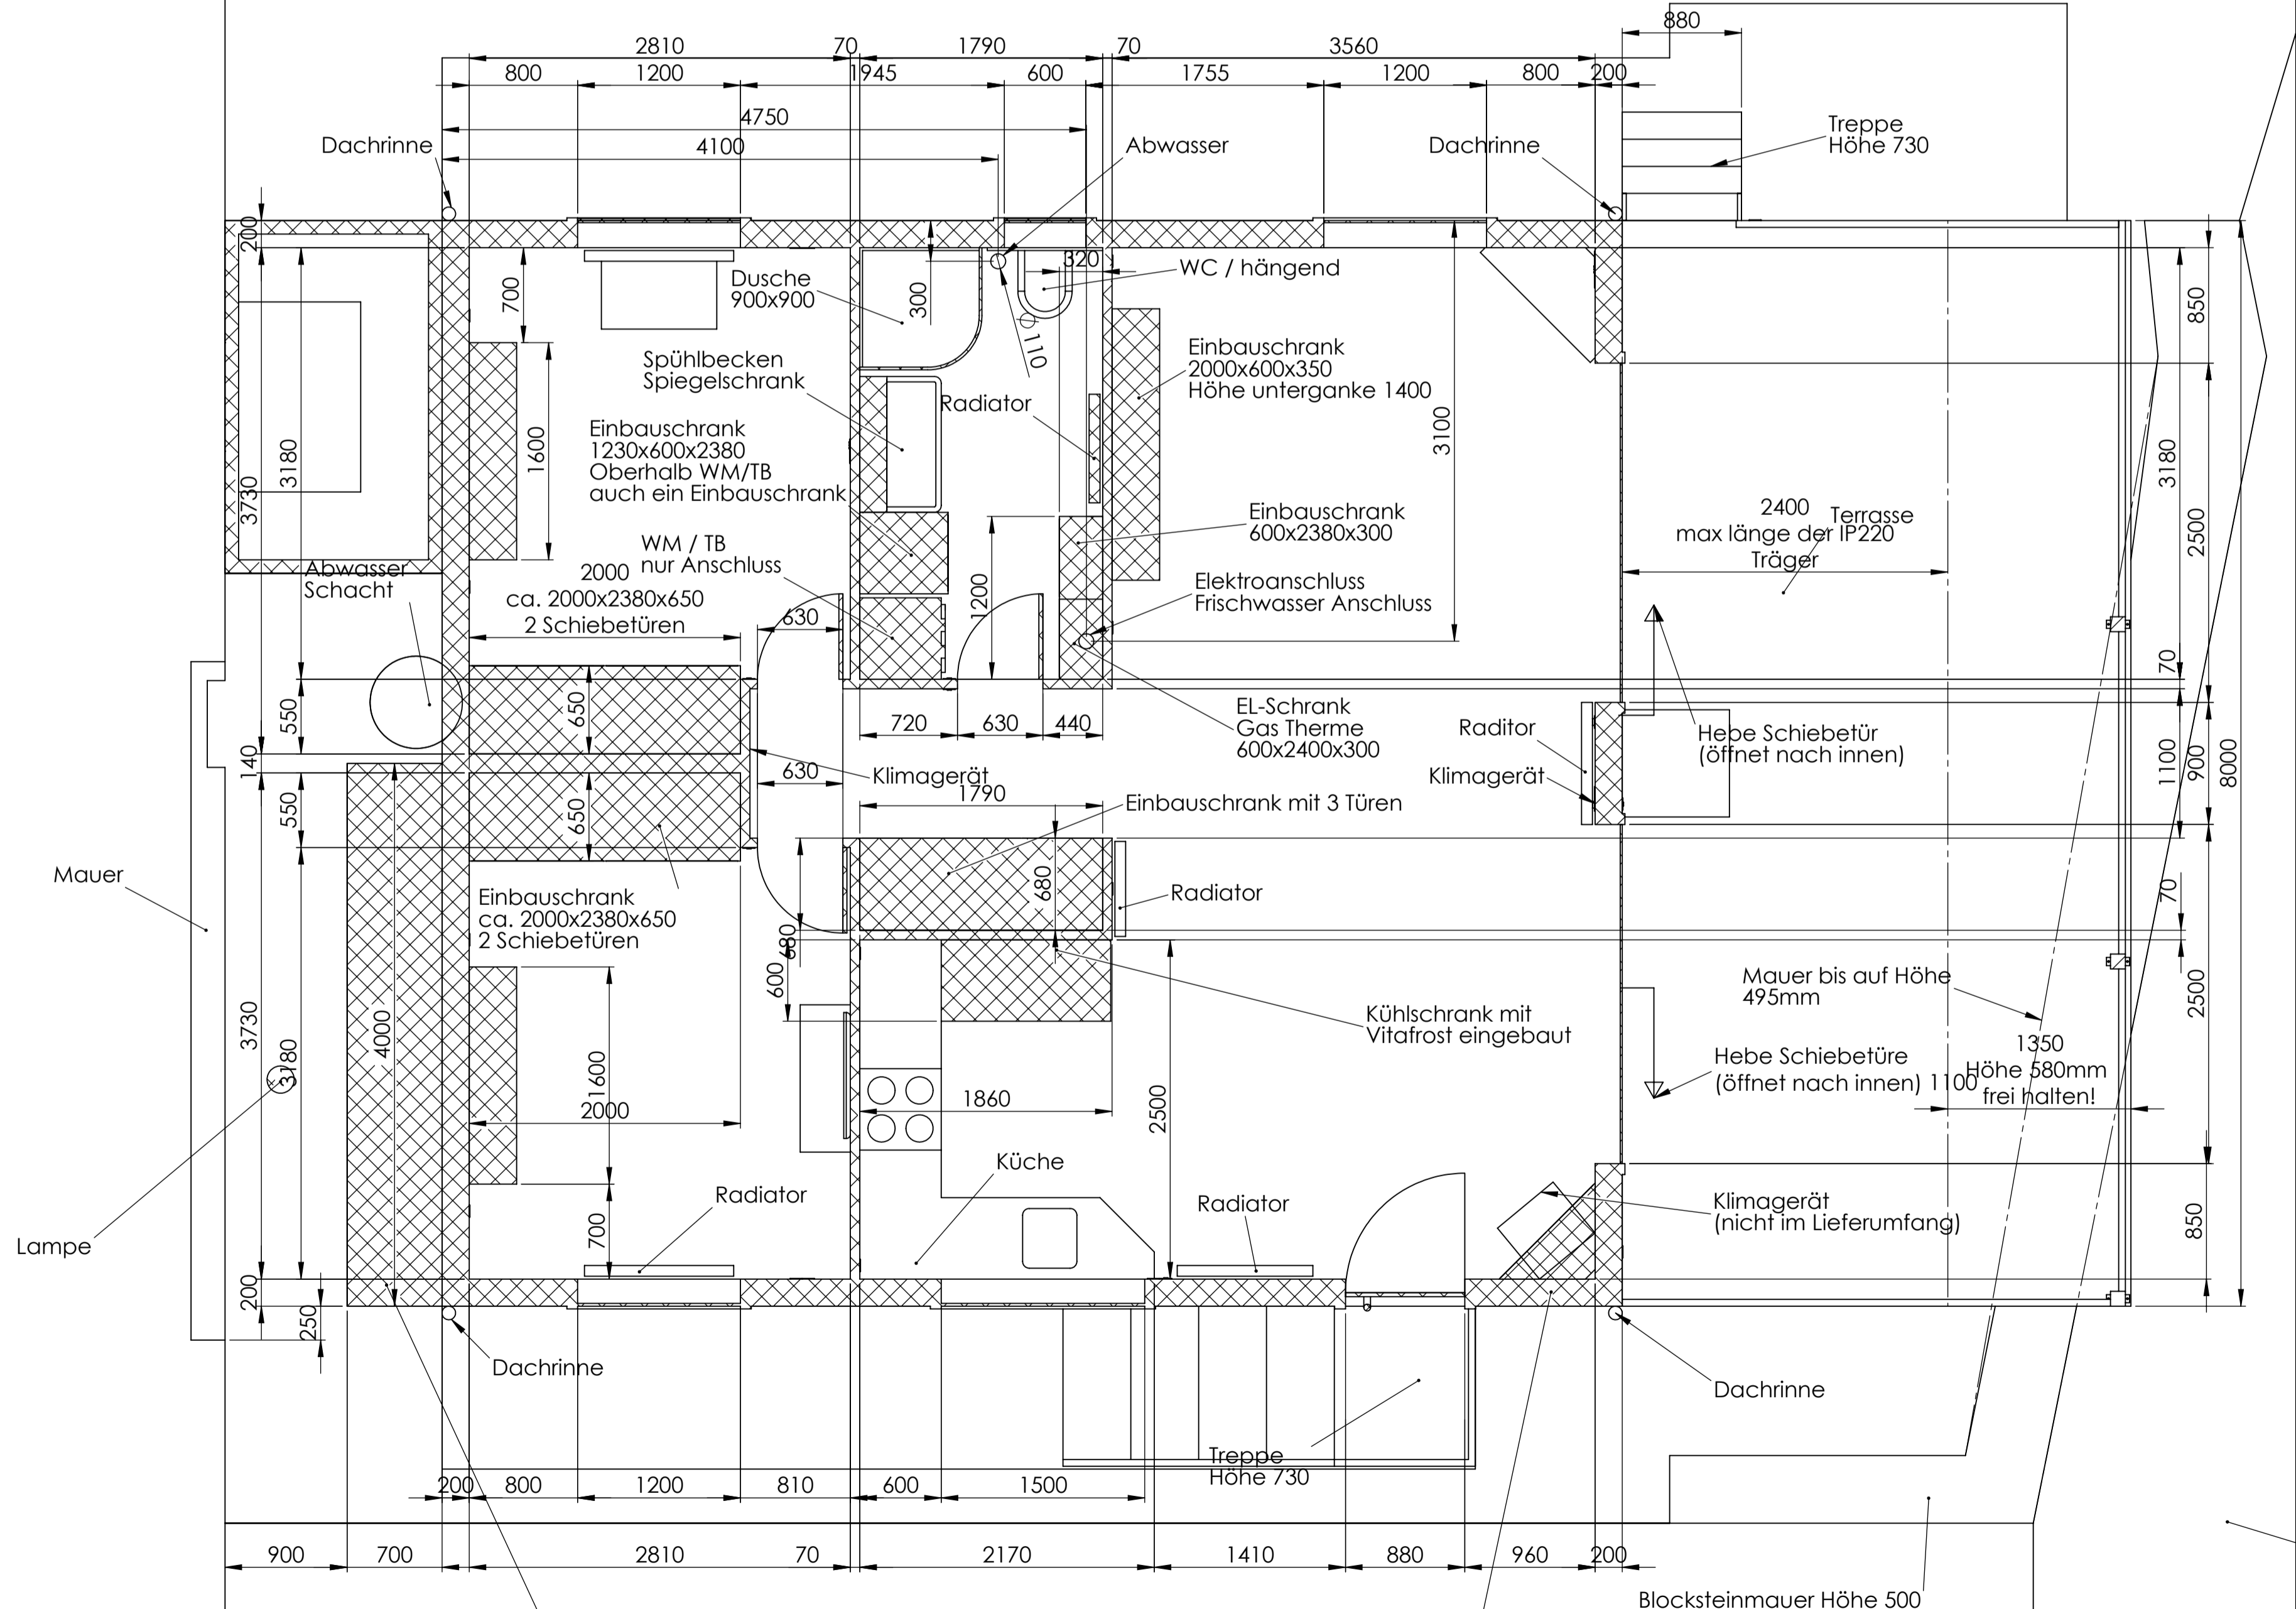 880
2810
70
1790
70
3560
800
1200
1945
600
1755
1200
800
200
4750
4100
Dachrinne
Abwasser
Dachrinne
Treppe
Höhe 730
200
700
Dusche
900x900
300
320
WC / hängend
110
850
Spühlbecken
Spiegelschrank
Radiator
Einbauschrank
2000x600x350
Höhe unterganke 1400
3100
3180
3730
1600
Einbauschrank
1230x600x2380
Oberhalb WM/TB
auch ein Einbauschrank
3180
2500
2400
max länge der IP220
Träger
Terrasse
Einbauschrank
600x2380x300
WM / TB
nur Anschluss
Abwasser
Schacht
2000
ca. 2000x2380x650
2 Schiebetüren
630
1200
Elektroanschluss
Frischwasser Anschluss
70
550
650
720
630
440
EL-Schrank
Gas Therme
600x2400x300
Raditor
Klimagerät
Hebe Schiebetür
(öffnet nach innen)
1100
900
8000
140
630
Klimagerät
1790
Einbauschrank mit 3 Türen
550
650
680
Radiator
70
Mauer
Einbauschrank
ca. 2000x2380x650
2 Schiebetüren
680
600
Kühlschrank mit
Vitafrost eingebaut
Mauer bis auf Höhe
495mm
2500
3730
3180
4000
1600
2000
1860
2500
Hebe Schiebetüre
(öffnet nach innen)
1100
1350
Höhe 580mm
frei halten!
Küche
Radiator
Radiator
700
Klimagerät
(nicht im Lieferumfang)
850
Lampe
200
250
Dachrinne
Dachrinne
Treppe
Höhe 730
200
800
1200
810
600
1500
900
700
2810
70
2170
1410
880
960
200
Blocksteinmauer Höhe 500